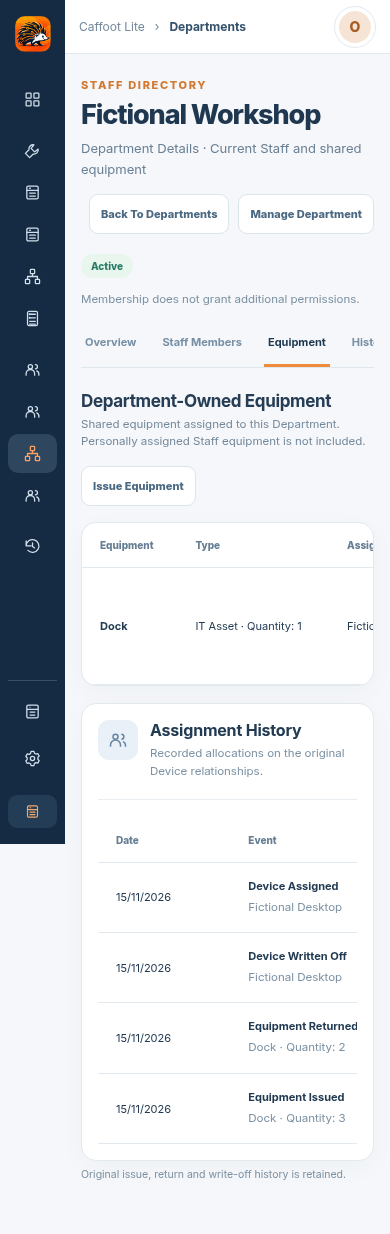 Caffoot Lite › Departments
O
STAFF DIRECTORY
Fictional Workshop
Department Details · Current Staff and shared
equipment
Back To Departments
Manage Department
Active
Membership does not grant additional permissions.
Overview Staff Members Equipment
Department-Owned Equipment
Shared equipment assigned to this Department.
Personally assigned Staff equipment is not included.
Issue Equipment
Equipment Type
Dock IT Asset · Quantity: 1
Assignment History
Recorded allocations on the original
Device relationships.
Date Event
15/11/2026
Device Assigned
Fictional Desktop
15/11/2026
Device Written Off
Fictional Desktop
15/11/2026
Equipment Returned
Dock · Quantity: 2
15/11/2026
Equipment Issued
Dock · Quantity: 3
Original issue, return and write-off history is retained.